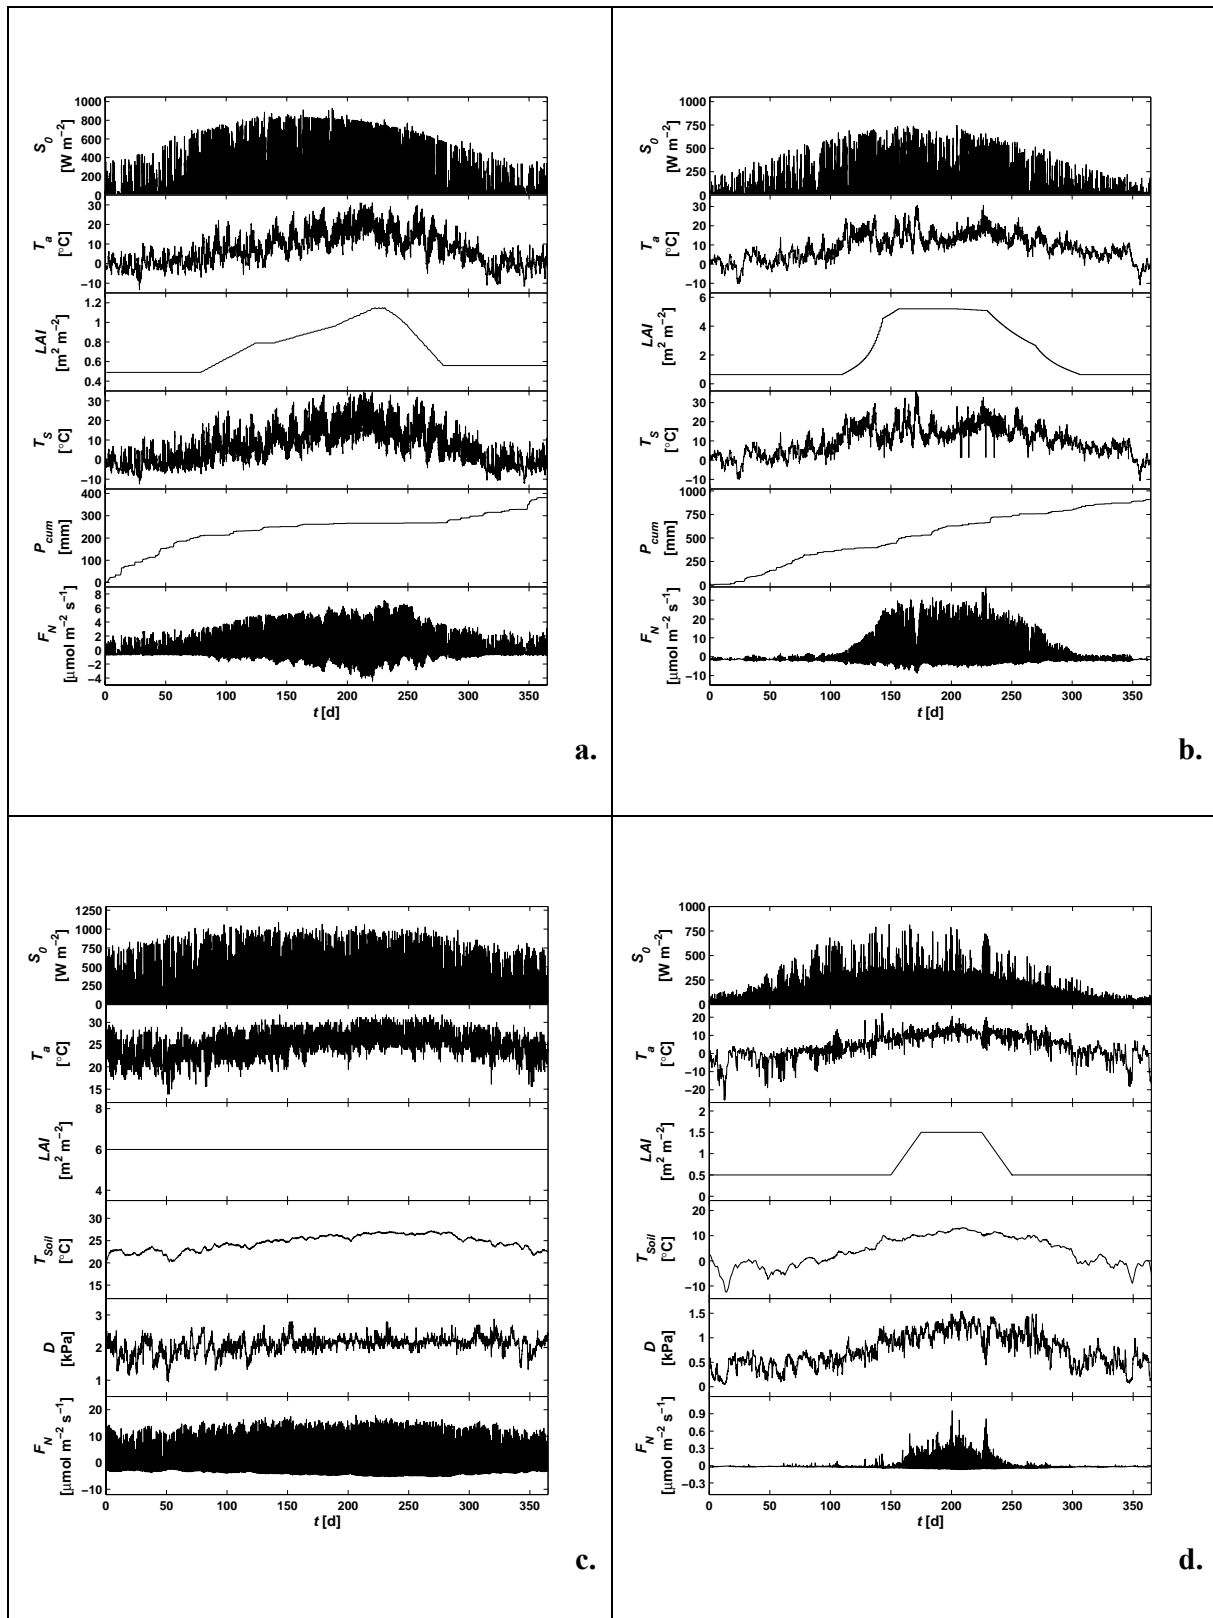 1000
800
600
400
200
0
S0
[W m−2]
30
20
10
0
−10
Ta
[°C]
1.2
1
0.8
0.6
0.4
LAI
[m2 m−2]
30
20
10
0
−10
TS
[°C]
400
300
200
100
0
Pcum
[mm]
8
6
4
2
0
−2
−4
FN
[μmol m−2 s−1]
0 50 100 150 200 250 300 350
t [d]
a.
1000
750
500
250
0
S0
[W m−2]
30
20
10
0
−10
Ta
[°C]
6
4
2
0
LAI
[m2 m−2]
30
20
10
0
−10
TS
[°C]
1000
750
500
250
0
Pcum
[mm]
30
20
10
0
−10
FN
[μmol m−2 s−1]
0 50 100 150 200 250 300 350
t [d]
b.
1250
1000
750
500
250
0
S0
[W m−2]
30
25
20
15
Ta
[°C]
8
6
4
LAI
[m2 m−2]
30
25
20
15
TSoil
[°C]
3
2
1
D
[kPa]
20
10
0
−10
FN
[μmol m−2 s−1]
0 50 100 150 200 250 300 350
t [d]
c.
1000
750
500
250
0
S0
[W m−2]
20
10
0
−10
−20
Ta
[°C]
2
1.5
1
0.5
0
LAI
[m2 m−2]
20
10
0
−10
TSoil
[°C]
1.5
1
0.5
0
D
[kPa]
0.9
0.6
0.3
0
−0.3
FN
[μmol m−2 s−1]
0 50 100 150 200 250 300 350
t [d]
d.